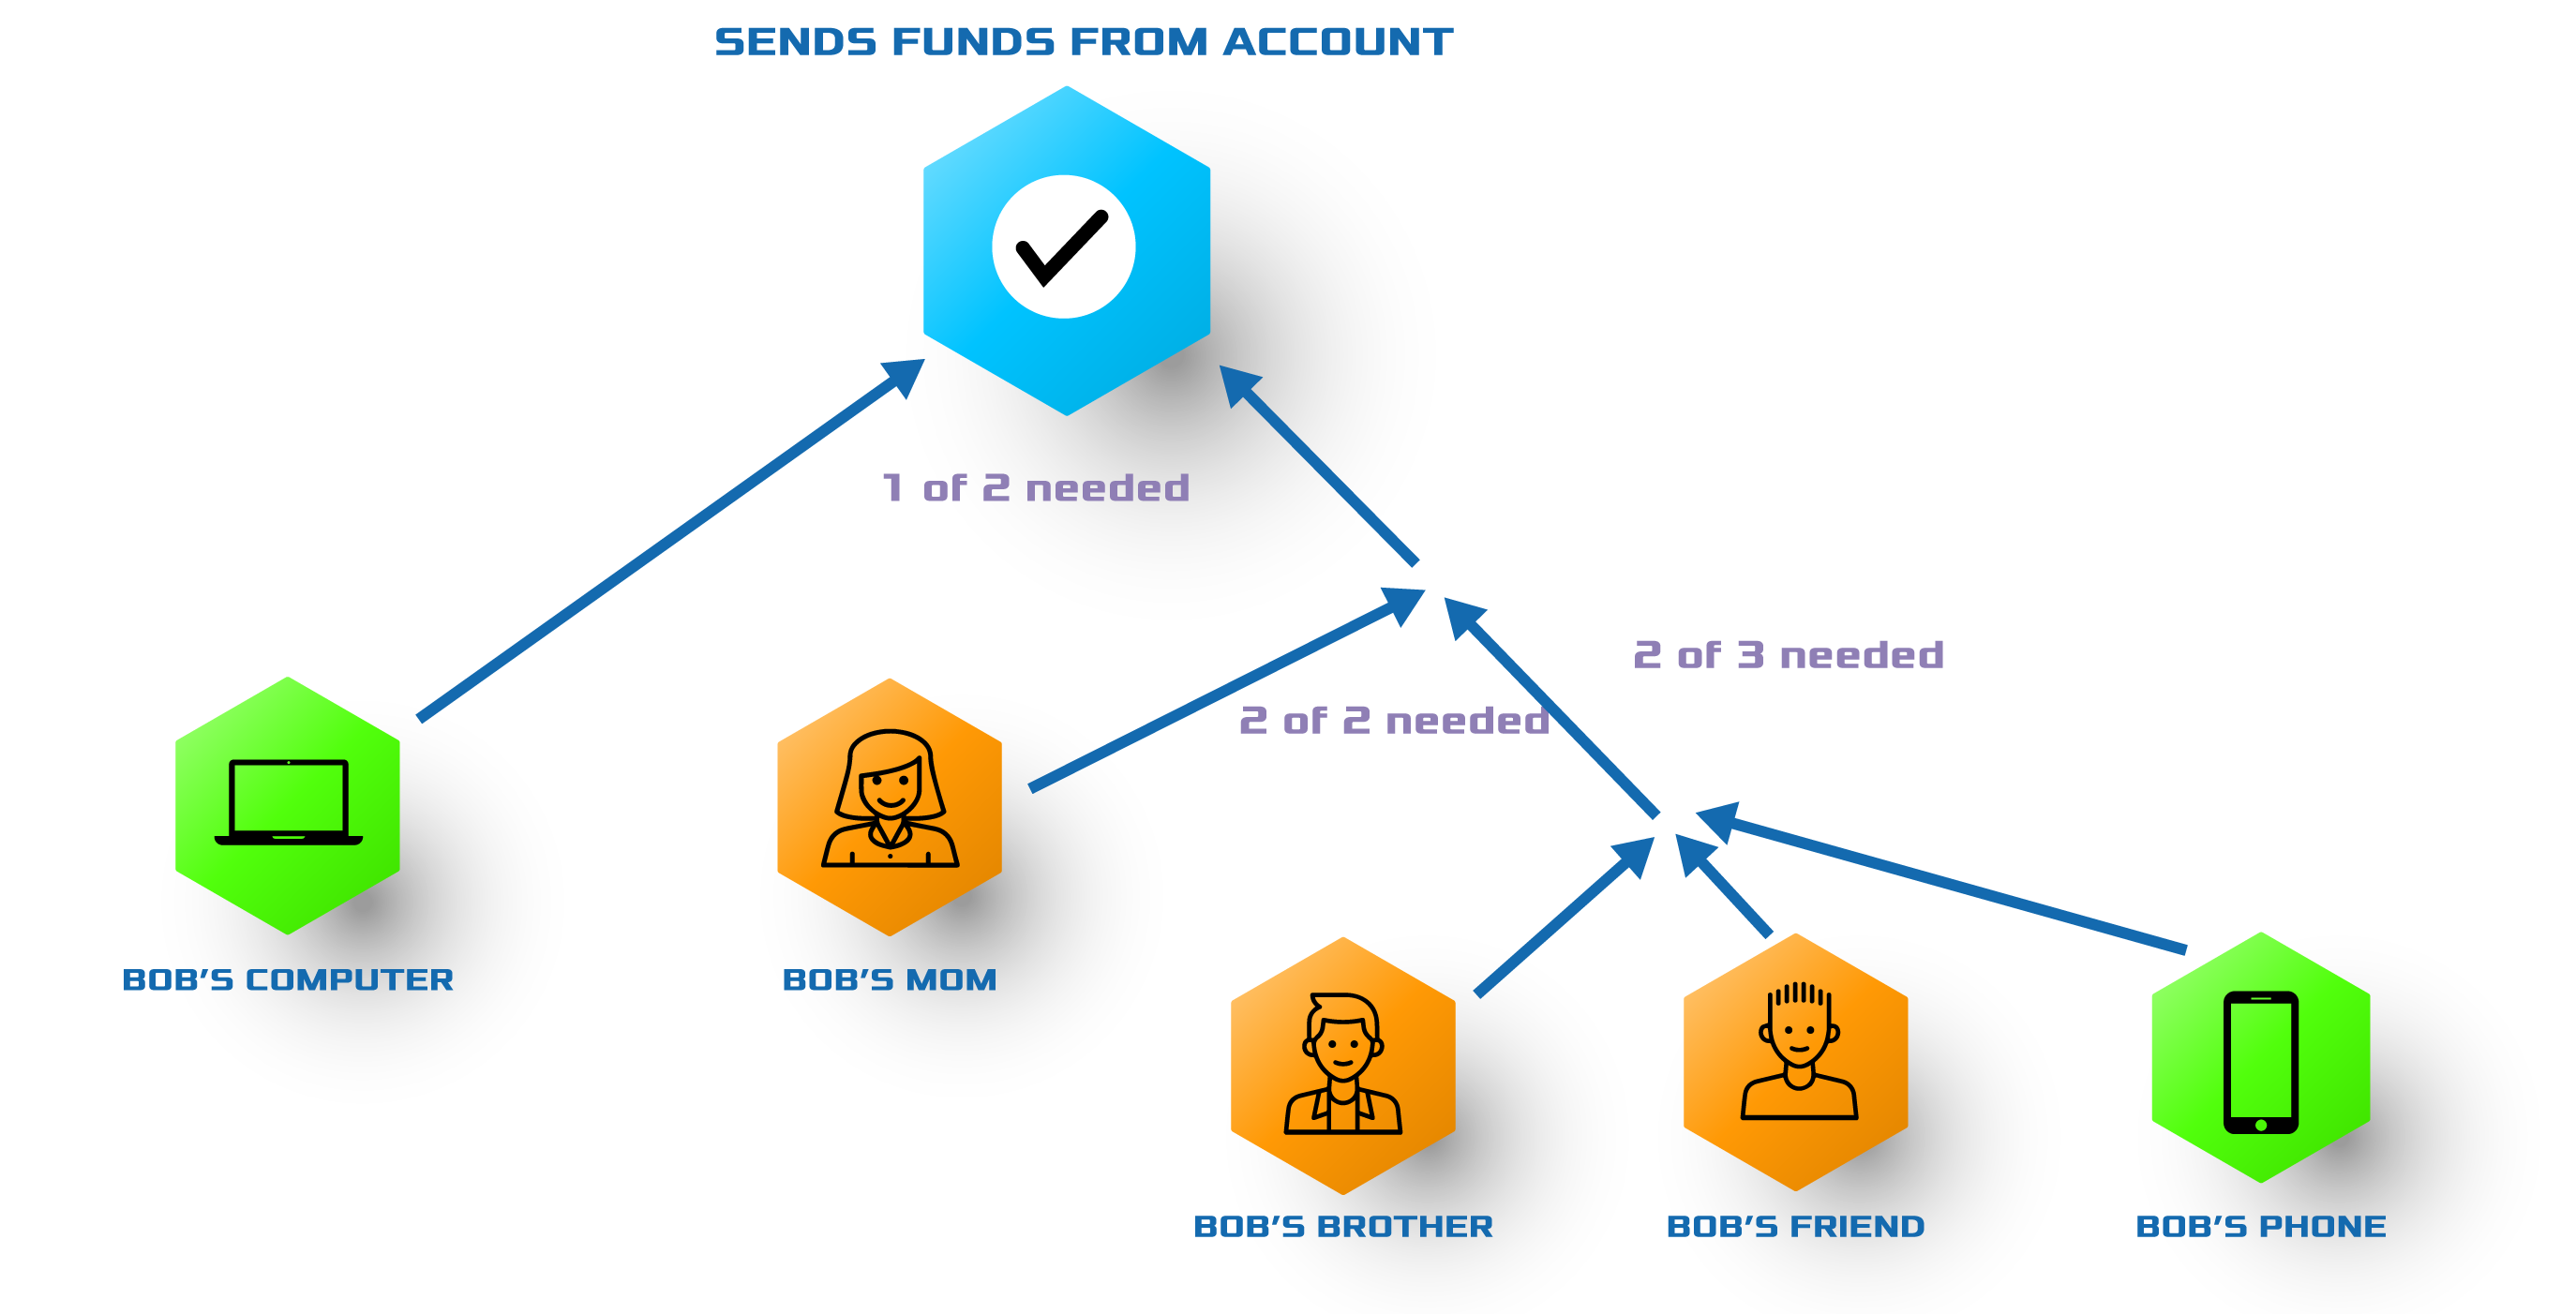 SENDS FUNDS FROM ACCOUNT
1 of 2 needed
2 of 3 needed
2 of 2 needed
BOB’S COMPUTER
BOB’S MOM
BOB’S BROTHER
BOB’S FRIEND
BOB’S PHONE